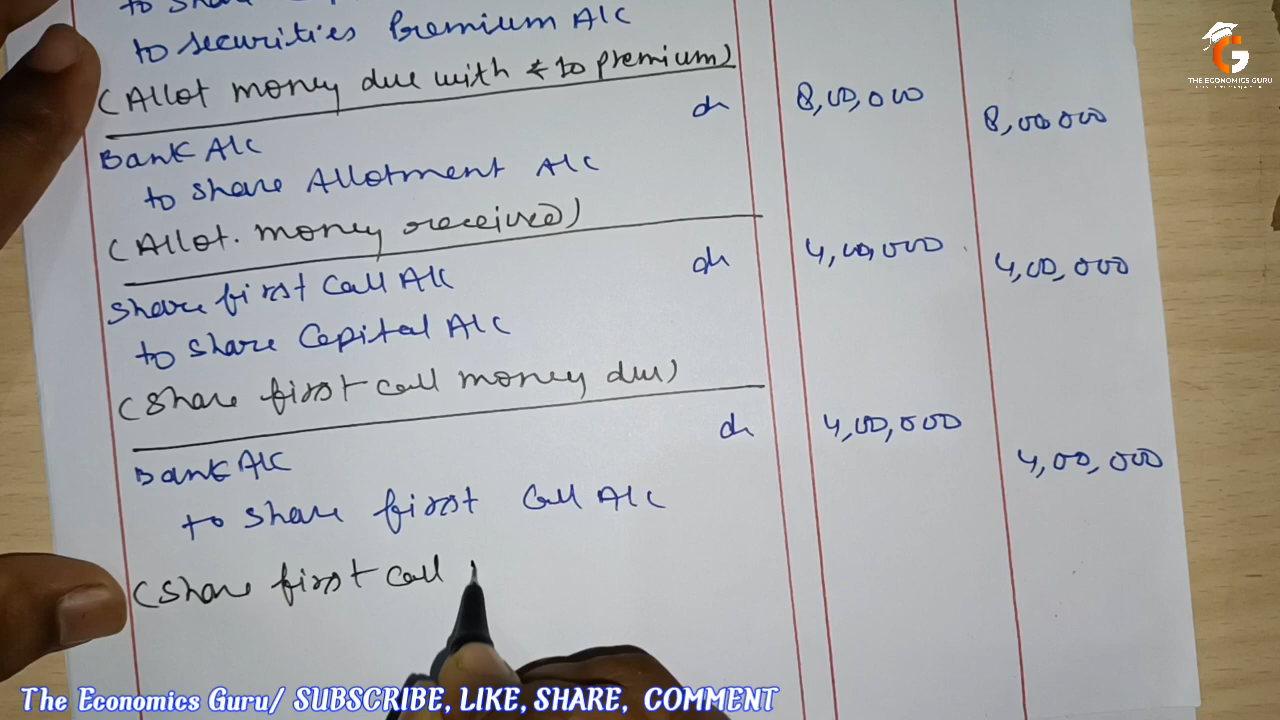 to Share
to securities Premium A/c
(Allot money due with ₹ 10 premium)
Bank A/c dr 8,00,000
to share Allotment A/c 8,00,000
(Allot. money received)
Share first Call A/c dr 4,00,000
to share Capital A/c 4,00,000
(Share first call money due)
Bank A/c dr 4,00,000
to share first Call A/c 4,00,000
(Share first call
G
THE ECONOMICS GURU
The Economics Guru/ SUBSCRIBE, LIKE, SHARE, COMMENT